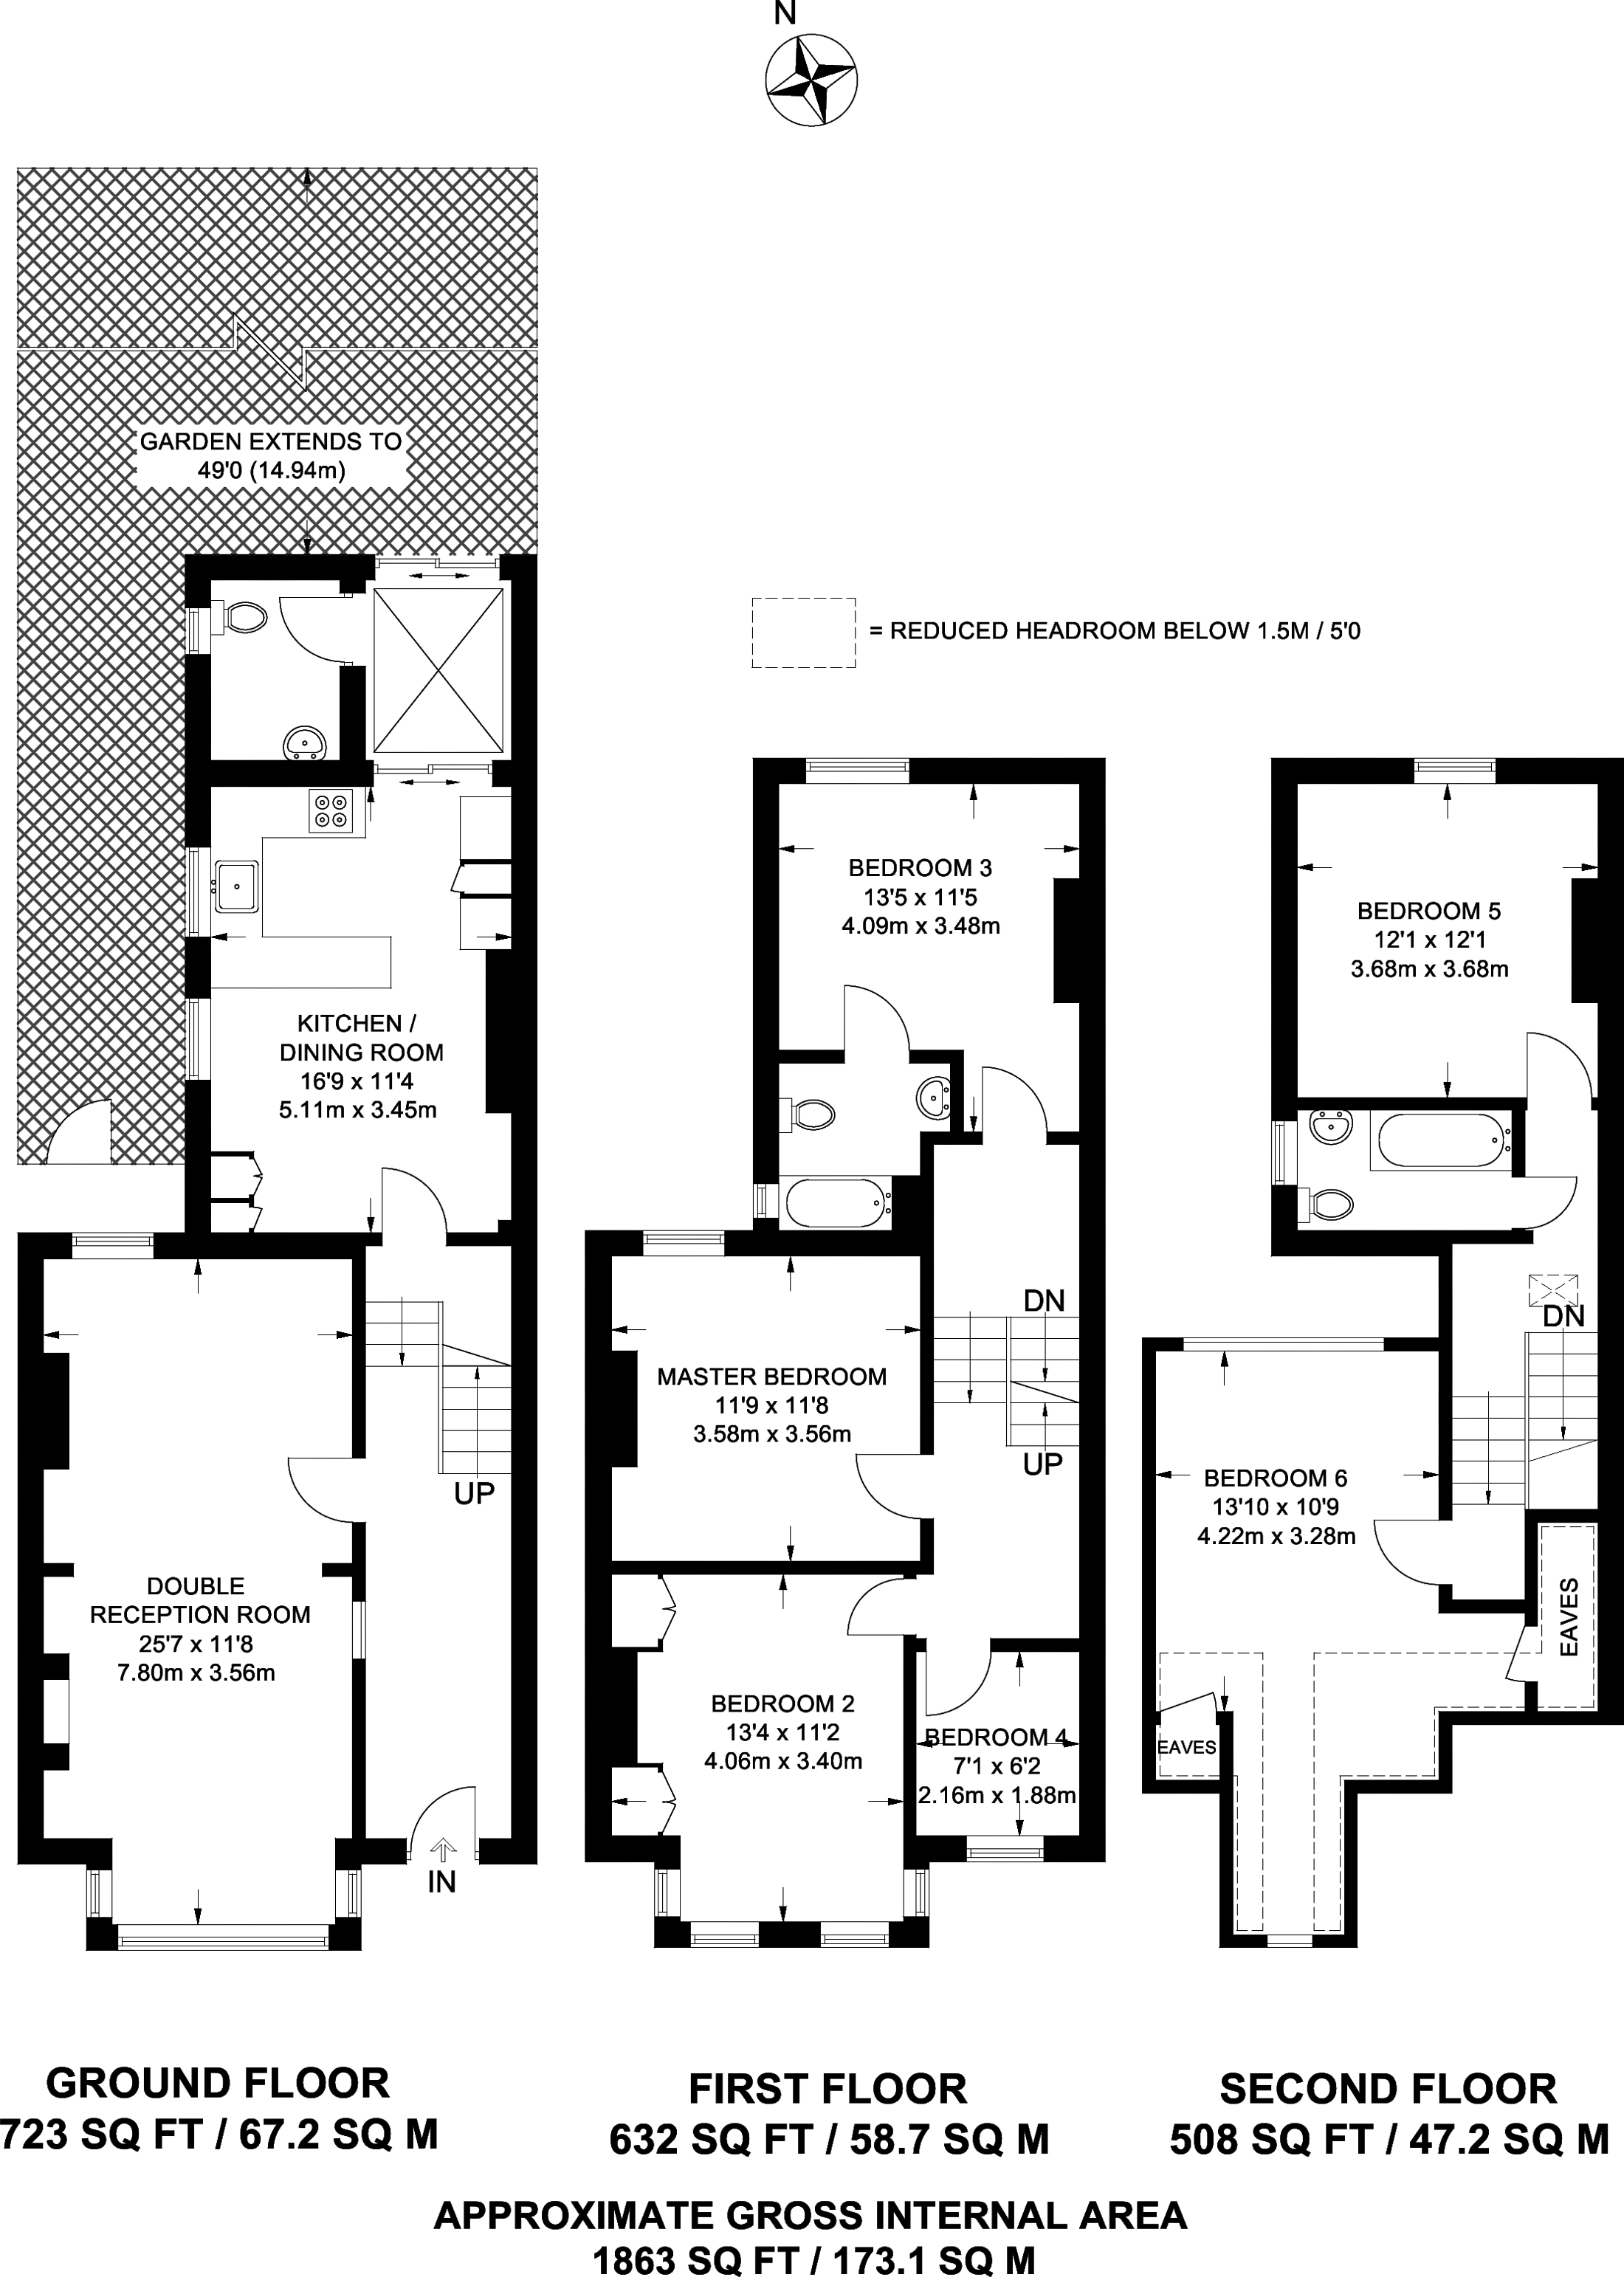 N
GARDEN EXTENDS TO
49'0 (14.94m)
= REDUCED HEADROOM BELOW 1.5M / 5'0
KITCHEN /
DINING ROOM
16'9 x 11'4
5.11m x 3.45m
UP
DOUBLE
RECEPTION ROOM
25'7 x 11'8
7.80m x 3.56m
IN
BEDROOM 3
13'5 x 11'5
4.09m x 3.48m
DN
MASTER BEDROOM
11'9 x 11'8
3.58m x 3.56m
UP
BEDROOM 2
13'4 x 11'2
4.06m x 3.40m
BEDROOM 4
7'1 x 6'2
2.16m x 1.88m
BEDROOM 5
12'1 x 12'1
3.68m x 3.68m
DN
BEDROOM 6
13'10 x 10'9
4.22m x 3.28m
EAVES
EAVES
GROUND FLOOR
723 SQ FT / 67.2 SQ M
FIRST FLOOR
632 SQ FT / 58.7 SQ M
SECOND FLOOR
508 SQ FT / 47.2 SQ M
APPROXIMATE GROSS INTERNAL AREA
1863 SQ FT / 173.1 SQ M